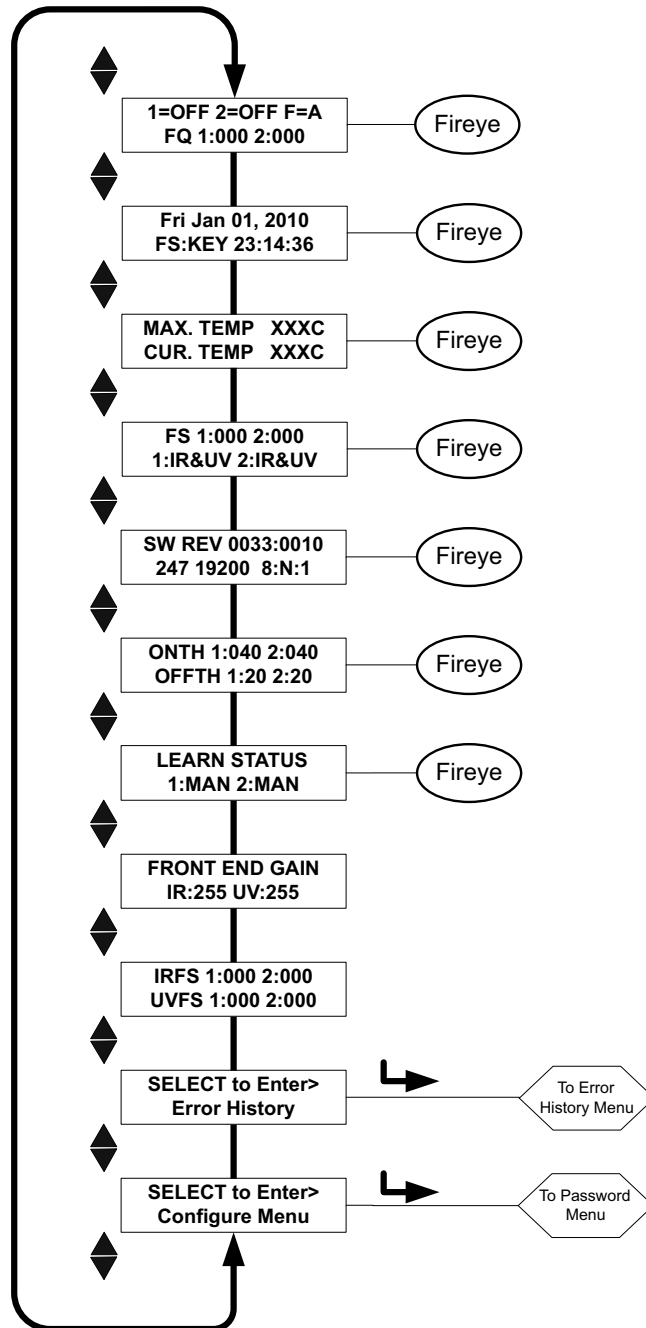 1=OFF 2=OFF F=A
FQ 1:000 2:000
Fireye
Fri Jan 01, 2010
FS:KEY 23:14:36
Fireye
MAX. TEMP XXXC
CUR. TEMP XXXC
Fireye
FS 1:000 2:000
1:IR&UV 2:IR&UV
Fireye
SW REV 0033:0010
247 19200 8:N:1
Fireye
ONTH 1:040 2:040
OFFTH 1:20 2:20
Fireye
LEARN STATUS
1:MAN 2:MAN
Fireye
FRONT END GAIN
IR:255 UV:255
IRFS 1:000 2:000
UVFS 1:000 2:000
SELECT to Enter>
Error History
To Error
History Menu
SELECT to Enter>
Configure Menu
To Password
Menu